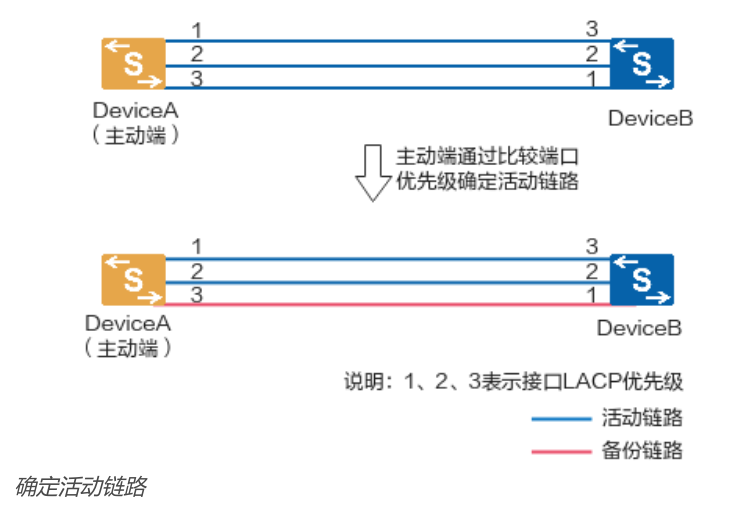 1 3
S 2 2 S
3 1
DeviceA
（主动端） DeviceB
主动端通过比较端口
优先级确定活动链路
1 3
S 2 2 S
3 1
DeviceA DeviceB
（主动端）
说明：1、2、3表示接口LACP优先级
活动链路
备份链路
确定活动链路